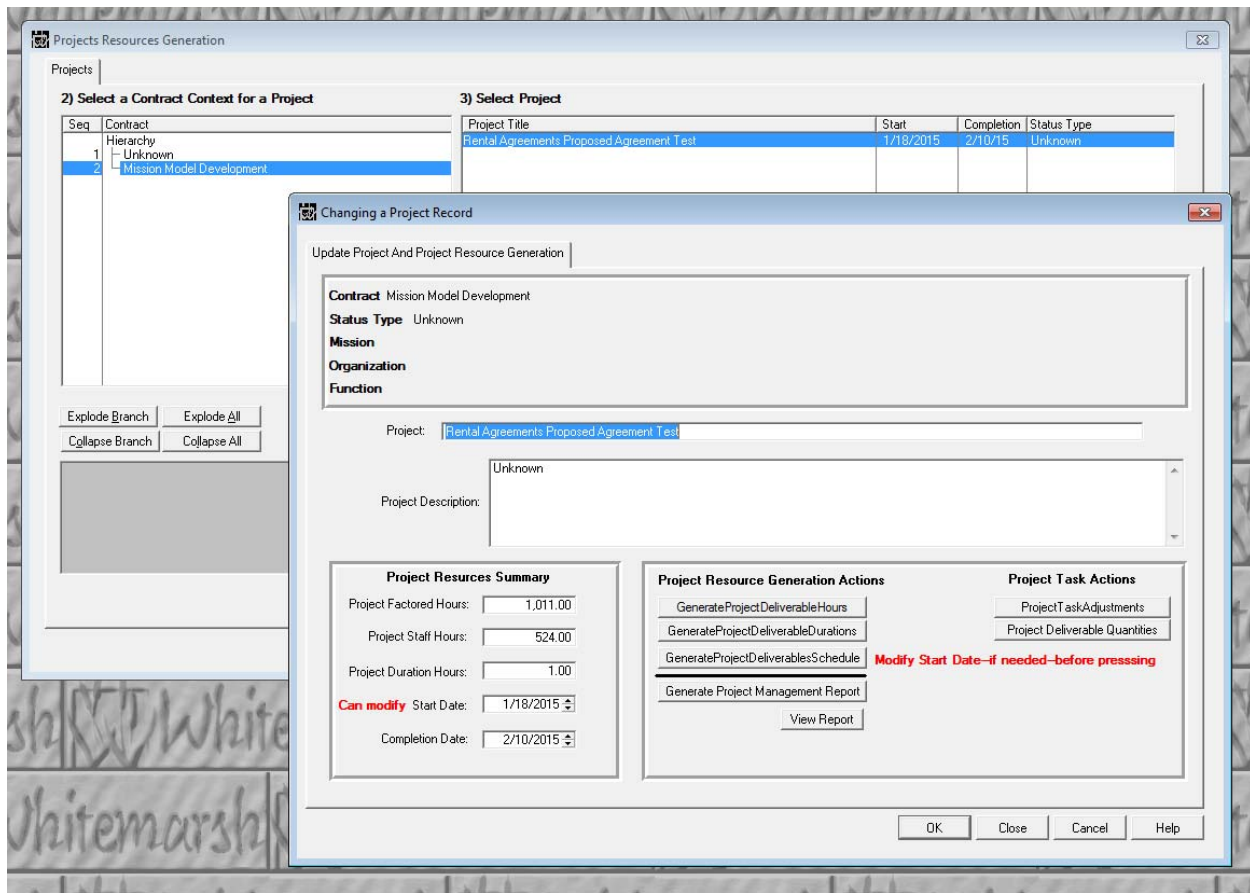 Projects Resources Generation
Projects
2) Select a Contract Context for a Project
3) Select Project
Seq Contract
Hierarchy
1 Unknown
2 Mission Model Development
Project Title Start Completion Status Type
Rental Agreements Proposed Agreement Test 1/18/2015 2/10/15 Unknown
Explode Branch Explode All
Collapse Branch Collapse All
Changing a Project Record
Update Project And Project Resource Generation
Contract Mission Model Development
Status Type Unknown
Mission
Organization
Function
Project: Rental Agreements Proposed Agreement Test
Project Description: Unknown
Project Resurces Summary
Project Factored Hours: 1,011.00
Project Staff Hours: 524.00
Project Duration Hours: 1.00
Can modify Start Date: 1/18/2015
Completion Date: 2/10/2015
Project Resource Generation Actions
GenerateProjectDeliverableHours
GenerateProjectDeliverableDurations
GenerateProjectDeliverablesSchedule Modify Start Date--if needed--before presssing
Generate Project Management Report
View Report
Project Task Actions
ProjectTaskAdjustments
Project Deliverable Quantities
OK Close Cancel Help
Whitemarsh